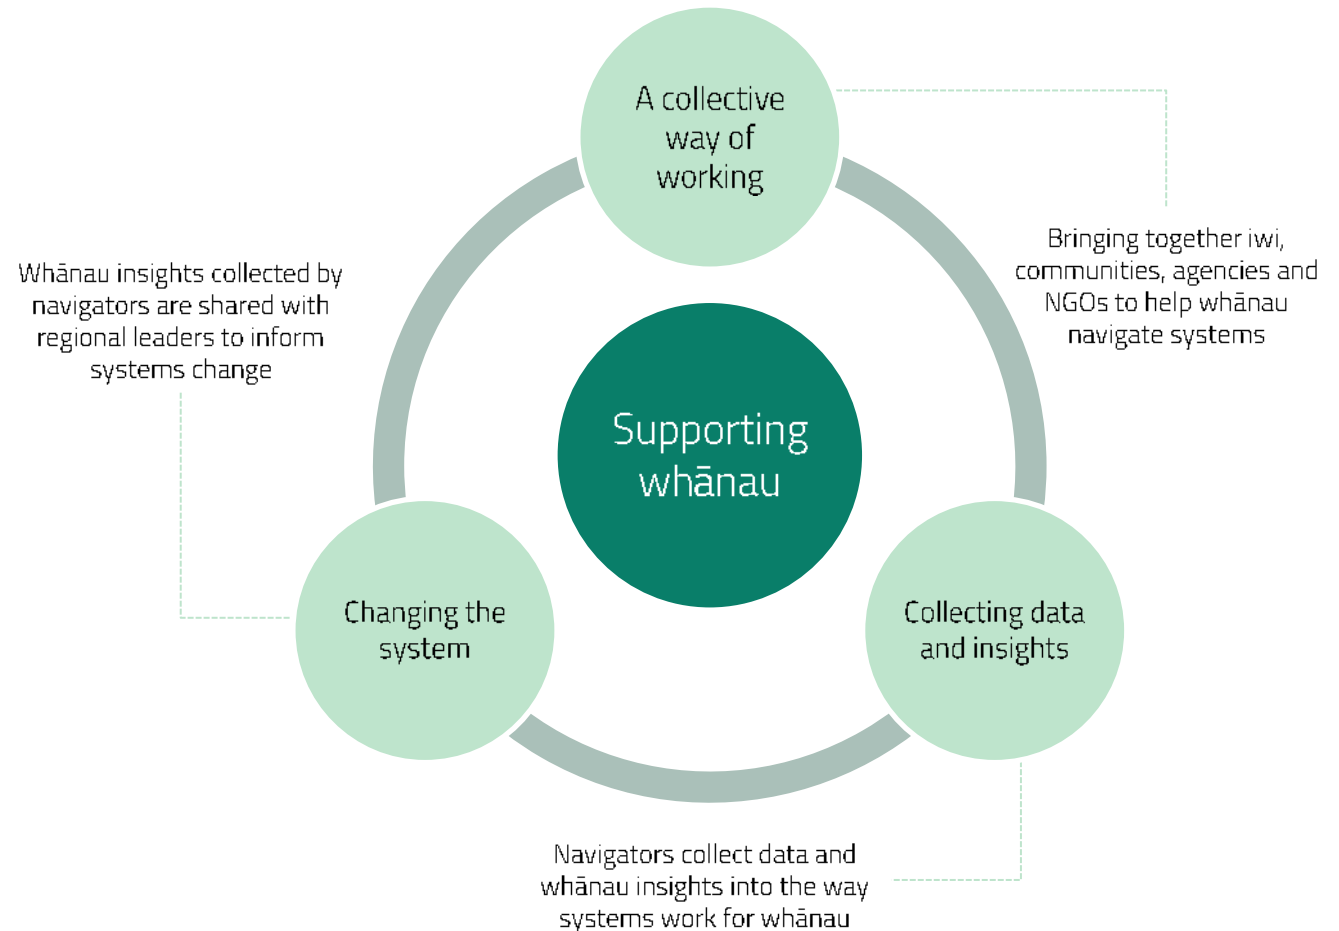 A collective
way of
working
Bringing together iwi,
communities, agencies and
NGOs to help whānau
navigate systems
Whānau insights collected by
navigators are shared with
regional leaders to inform
systems change
Supporting
whānau
Changing the
system
Collecting data
and insights
Navigators collect data and
whānau insights into the way
systems work for whānau